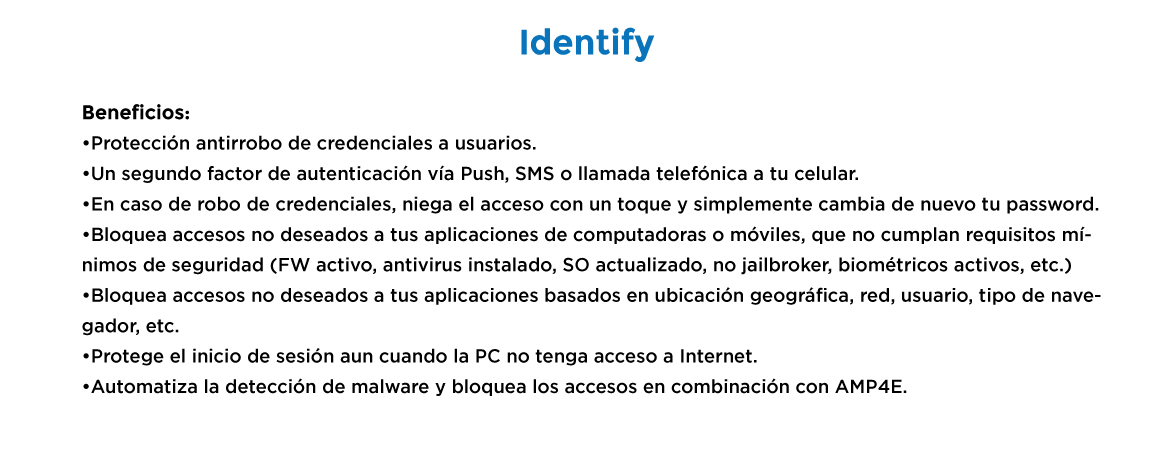 Identify
Beneficios:
•Protección antirrobo de credenciales a usuarios.
•Un segundo factor de autenticación vía Push, SMS o llamada telefónica a tu celular.
•En caso de robo de credenciales, niega el acceso con un toque y simplemente cambia de nuevo tu password.
•Bloquea accesos no deseados a tus aplicaciones de computadoras o móviles, que no cumplan requisitos mí-
nimos de seguridad (FW activo, antivirus instalado, SO actualizado, no jailbroker, biométricos activos, etc.)
•Bloquea accesos no deseados a tus aplicaciones basados en ubicación geográfica, red, usuario, tipo de nave-
gador, etc.
•Protege el inicio de sesión aun cuando la PC no tenga acceso a Internet.
•Automatiza la detección de malware y bloquea los accesos en combinación con AMP4E.